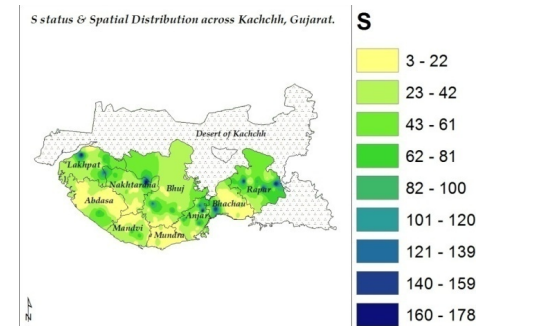 S status & Spatial Distribution across Kachchh, Gujarat.
S
3 - 22
23 - 42
43 - 61
62 - 81
82 - 100
101 - 120
121 - 139
140 - 159
160 - 178
Desert of Kachchh
Lakhpat
Nakhtarana
Bhuj
Rapar
Abdasa
Bhachau
Anjar
Mandvi
Mundra
N